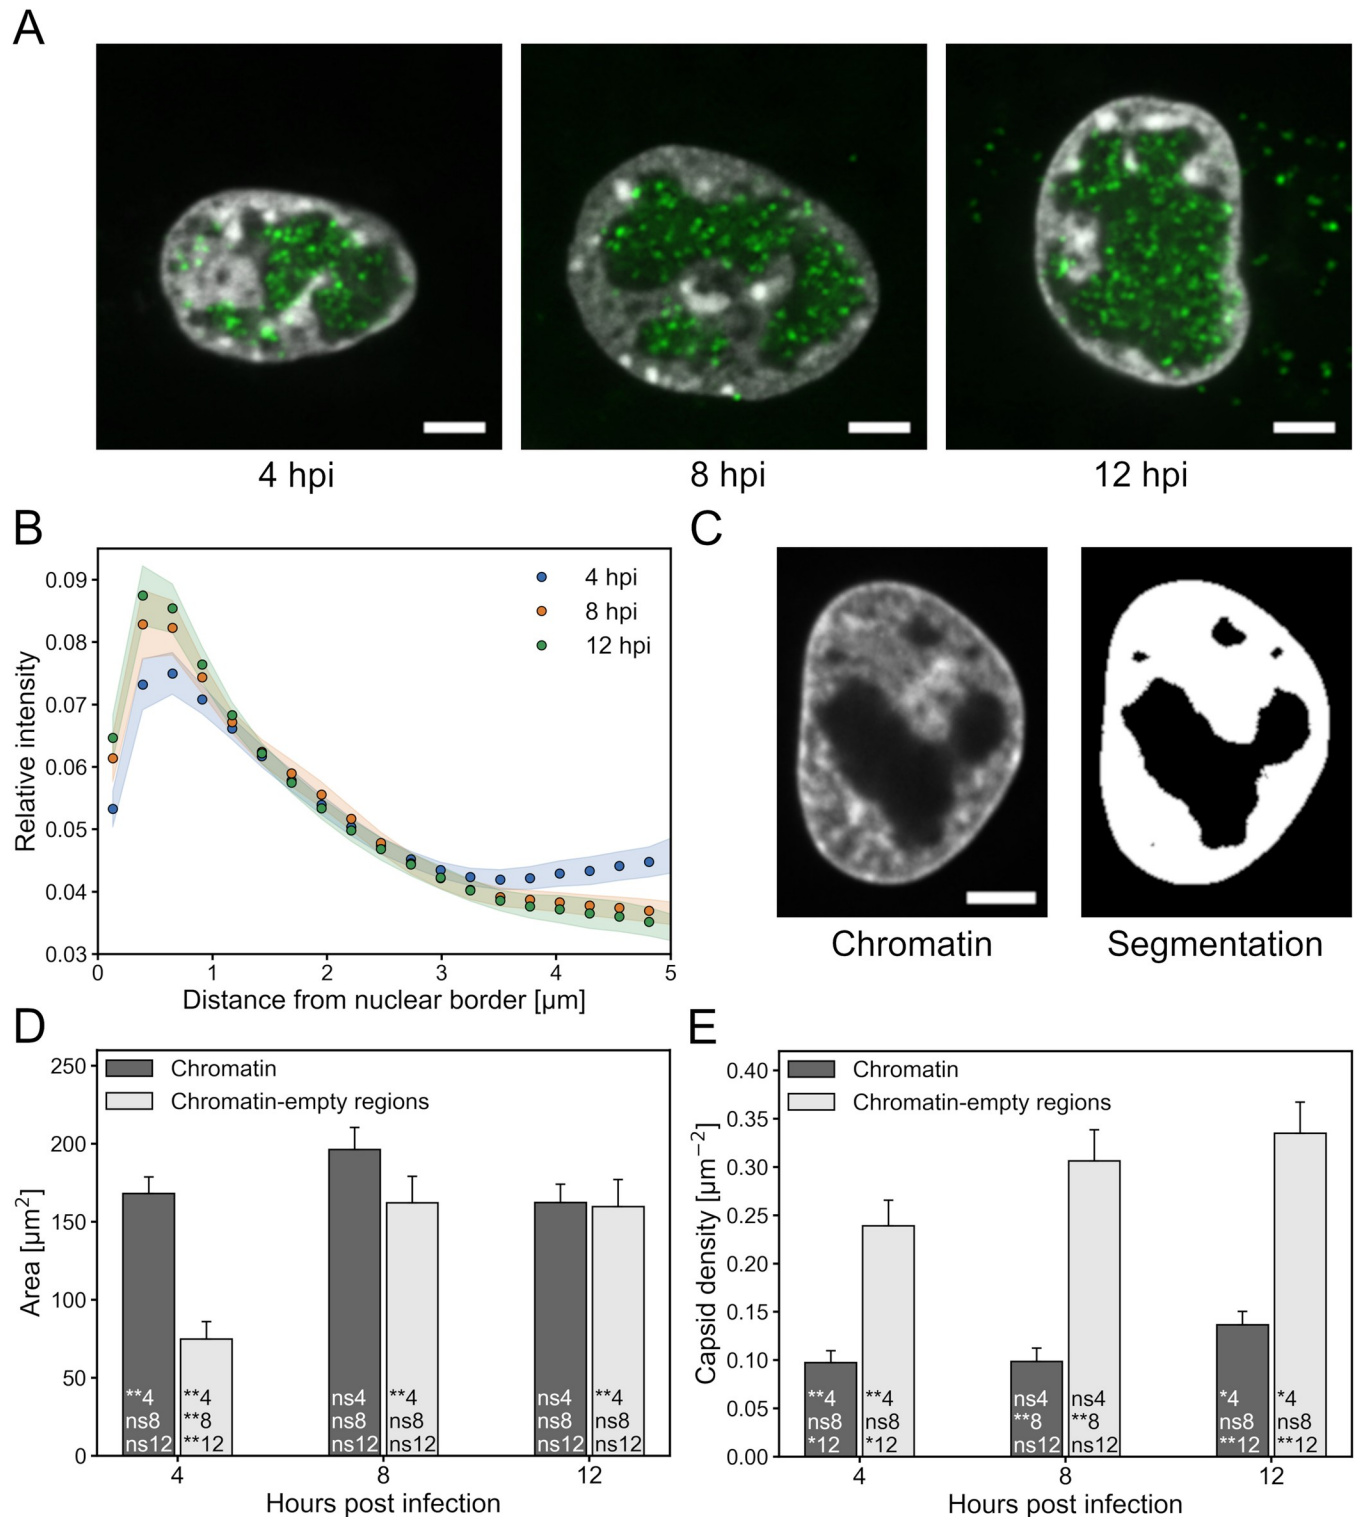 A
4 hpi
8 hpi
12 hpi
B
0.09
0.08
0.07
0.06
0.05
0.04
0.03
0
1
2
3
4
5
Relative intensity
Distance from nuclear border [µm]
4 hpi
8 hpi
12 hpi
C
Chromatin
Segmentation
D
250
200
150
100
50
0
Area [µm²]
Chromatin
Chromatin-empty regions
**4
ns8
ns12
**4
**8
**12
ns4
ns8
ns12
**4
ns8
ns12
ns4
ns8
ns12
**4
ns8
ns12
4
8
12
Hours post infection
E
0.40
0.35
0.30
0.25
0.20
0.15
0.10
0.05
0.00
Capsid density [µm⁻²]
Chromatin
Chromatin-empty regions
**4
ns8
*12
**4
ns8
*12
ns4
**8
ns12
ns4
**8
ns12
*4
ns8
**12
*4
ns8
**12
4
8
12
Hours post infection